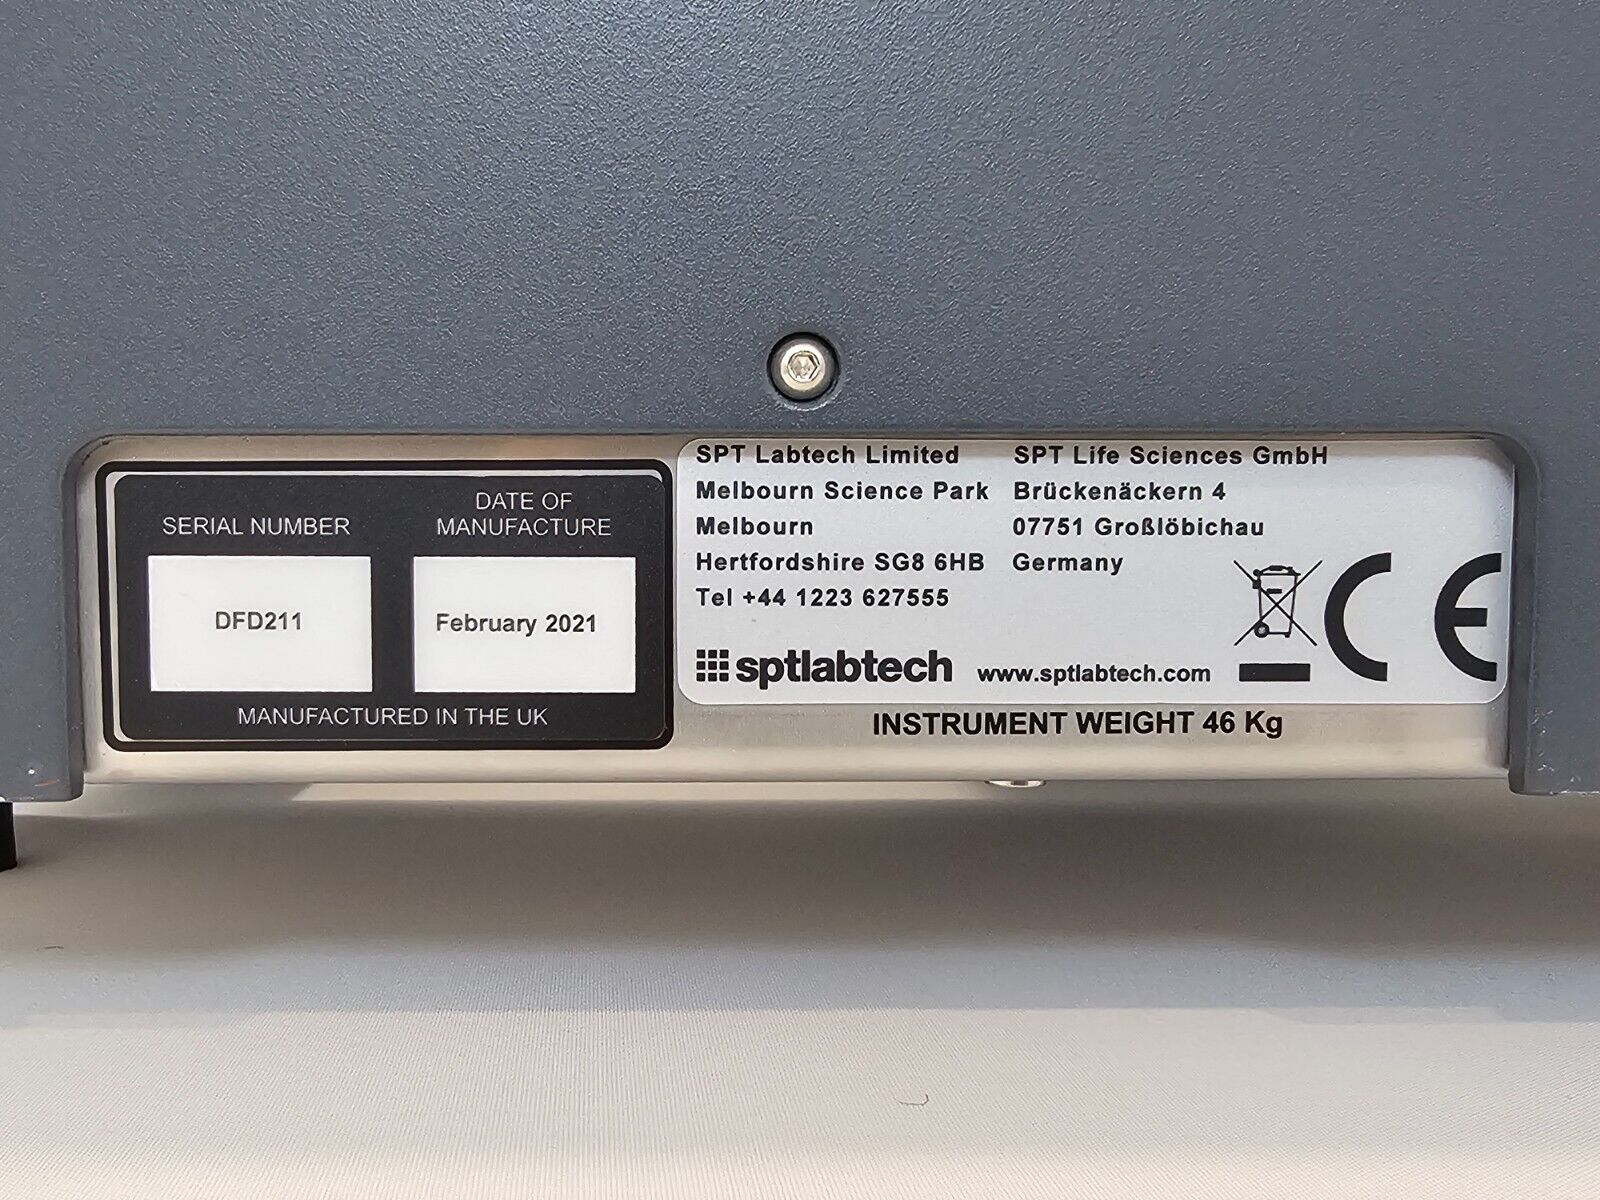 SERIAL NUMBER
DATE OF
MANUFACTURE
DFD211
February 2021
MANUFACTURED IN THE UK
SPT Labtech Limited
Melbourn Science Park
Melbourn
Hertfordshire SG8 6HB
Tel +44 1223 627555
SPT Life Sciences GmbH
Brückenäckern 4
07751 Großlöbichau
Germany
sptlabtech
www.sptlabtech.com
CE
INSTRUMENT WEIGHT 46 Kg